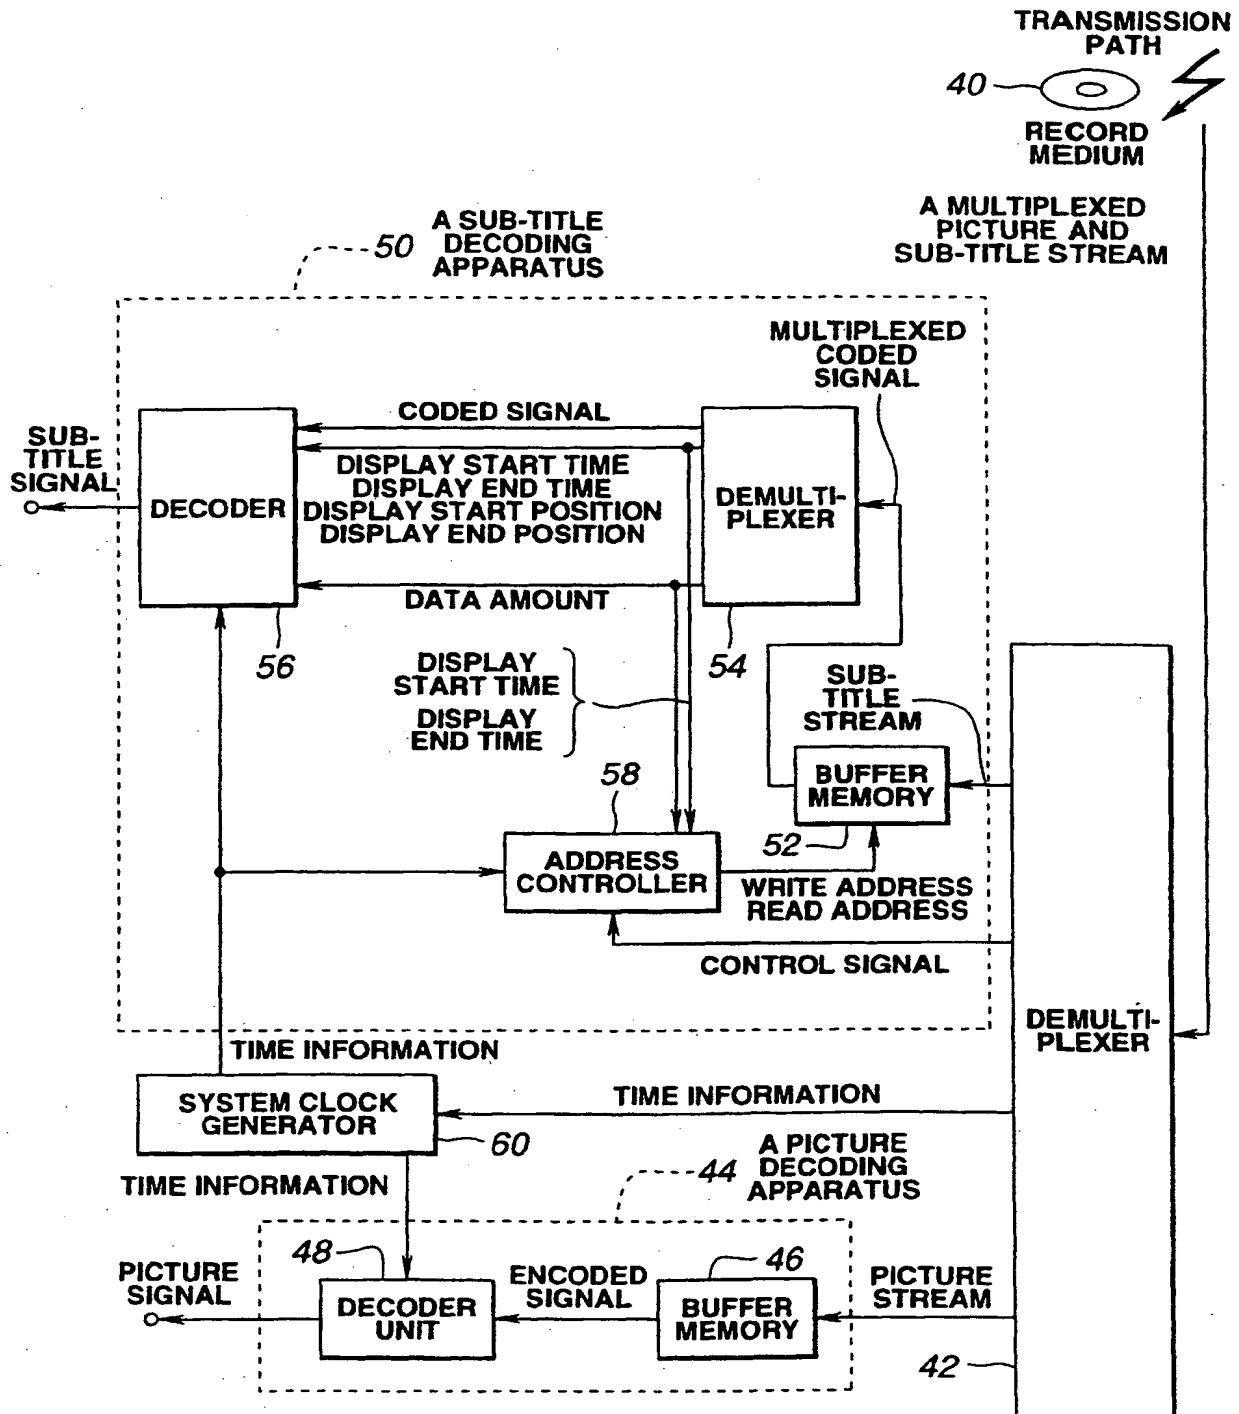 TRANSMISSION
PATH
40
RECORD
MEDIUM
A MULTIPLEXED
PICTURE AND
SUB-TITLE STREAM
50
A SUB-TITLE
DECODING
APPARATUS
MULTIPLEXED
CODED
SIGNAL
SUB-
TITLE
SIGNAL
DECODER
CODED SIGNAL
DISPLAY START TIME
DISPLAY END TIME
DISPLAY START POSITION
DISPLAY END POSITION
DEMULTI-
PLEXER
DATA AMOUNT
56
54
DISPLAY
START TIME
DISPLAY
END TIME
SUB-
TITLE
STREAM
BUFFER
MEMORY
52
58
ADDRESS
CONTROLLER
WRITE ADDRESS
READ ADDRESS
CONTROL SIGNAL
DEMULTI-
PLEXER
TIME INFORMATION
SYSTEM CLOCK
GENERATOR
60
TIME INFORMATION
TIME INFORMATION
44
A PICTURE
DECODING
APPARATUS
PICTURE
SIGNAL
48
DECODER
UNIT
ENCODED
SIGNAL
46
BUFFER
MEMORY
PICTURE
STREAM
42